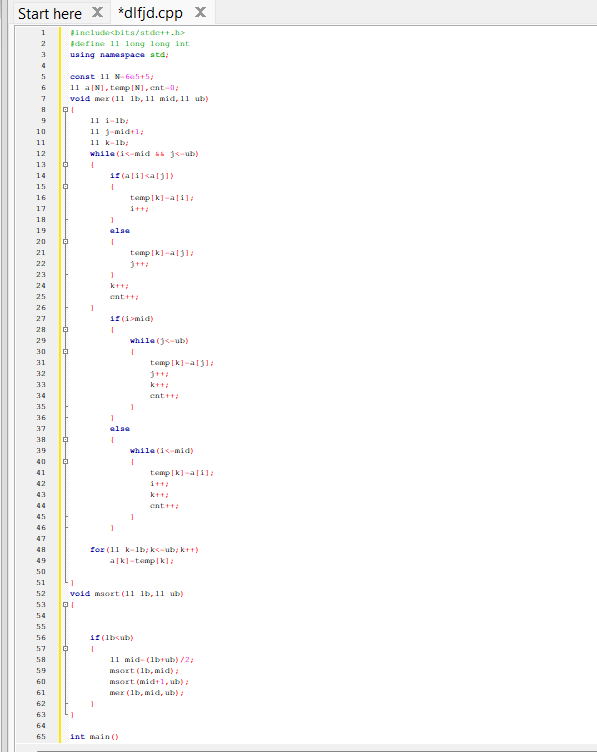 Start here X *dlfjd.cpp X
1 #include<bits/stdc++.h>
2 #define ll long long int
3 using namespace std;
4
5 const ll N=6e5+5;
6 ll a[N],temp[N],cnt=0;
7 void mer(ll lb,ll mid,ll ub)
8 {
9 ll i=lb;
10 ll j=mid+1;
11 ll k=lb;
12 while(i<=mid && j<=ub)
13 {
14 if(a[i]<a[j])
15 {
16 temp[k]=a[i];
17 i++;
18 }
19 else
20 {
21 temp[k]=a[j];
22 j++;
23 }
24 k++;
25 cnt++;
26 }
27 if(i>mid)
28 {
29 while(j<=ub)
30 {
31 temp[k]=a[j];
32 j++;
33 k++;
34 cnt++;
35 }
36 }
37 else
38 {
39 while(i<=mid)
40 {
41 temp[k]=a[i];
42 i++;
43 k++;
44 cnt++;
45 }
46 }
47
48 for(ll k=lb;k<=ub;k++)
49 a[k]=temp[k];
50
51 }
52 void msort(ll lb,ll ub)
53 {
54
55
56 if(lb<ub)
57 {
58 ll mid=(lb+ub)/2;
59 msort(lb,mid);
60 msort(mid+1,ub);
61 mer(lb,mid,ub);
62 }
63 }
64
65 int main()